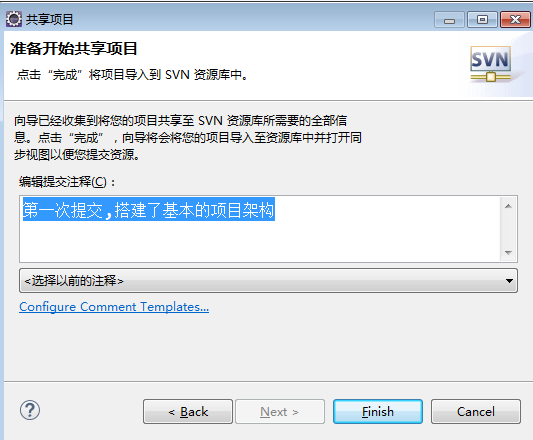 共享项目
准备开始共享项目
点击“完成”将项目导入到 SVN 资源库中。
SVN
向导已经收集到将您的项目共享至 SVN 资源库所需要的全部信
息。点击“完成”，向导将会将您的项目导入至资源库中并打开同
步视图以便您提交资源。
编辑提交注释(C)：
第一次提交,搭建了基本的项目架构
<选择以前的注释>
Configure Comment Templates...
?
< Back
Next >
Finish
Cancel